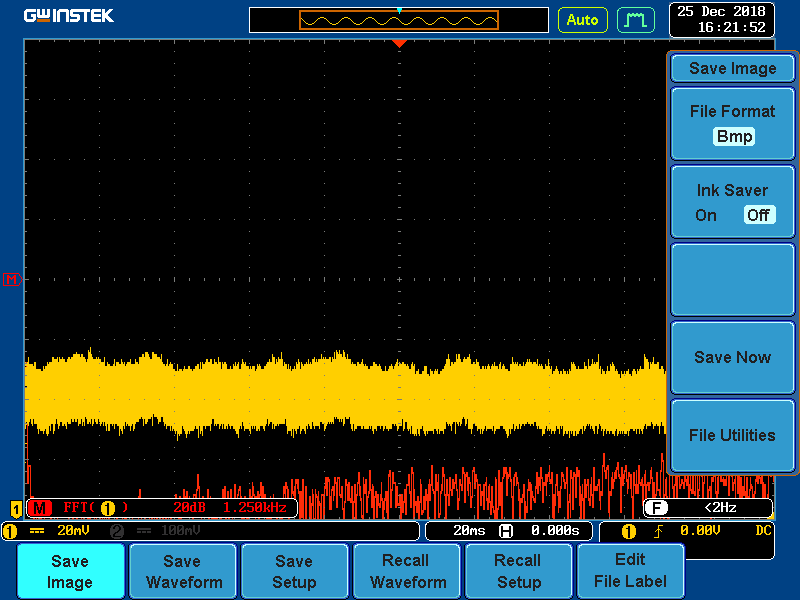 GWINSTEK
Auto
25 Dec 2018
16:21:52
Save Image
File Format
Bmp
Ink Saver
On Off
M
Save Now
File Utilities
1 M FFT( 1 ) 20dB 1.250kHz
F <2Hz
1 20mV 2 100mV
20ms H 0.000s
1 0.00V DC
Save
Image
Save
Waveform
Save
Setup
Recall
Waveform
Recall
Setup
Edit
File Label